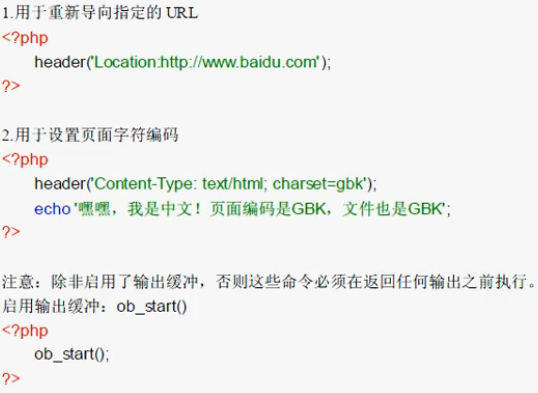 1.用于重新导向指定的 URL
<?php
header('Location:http://www.baidu.com');
?>
2.用于设置页面字符编码
<?php
header('Content-Type: text/html; charset=gbk');
echo '嘿嘿，我是中文！页面编码是GBK，文件也是GBK';
?>
注意：除非启用了输出缓冲，否则这些命令必须在返回任何输出之前执行。
启用输出缓冲：ob_start()
<?php
ob_start();
?>